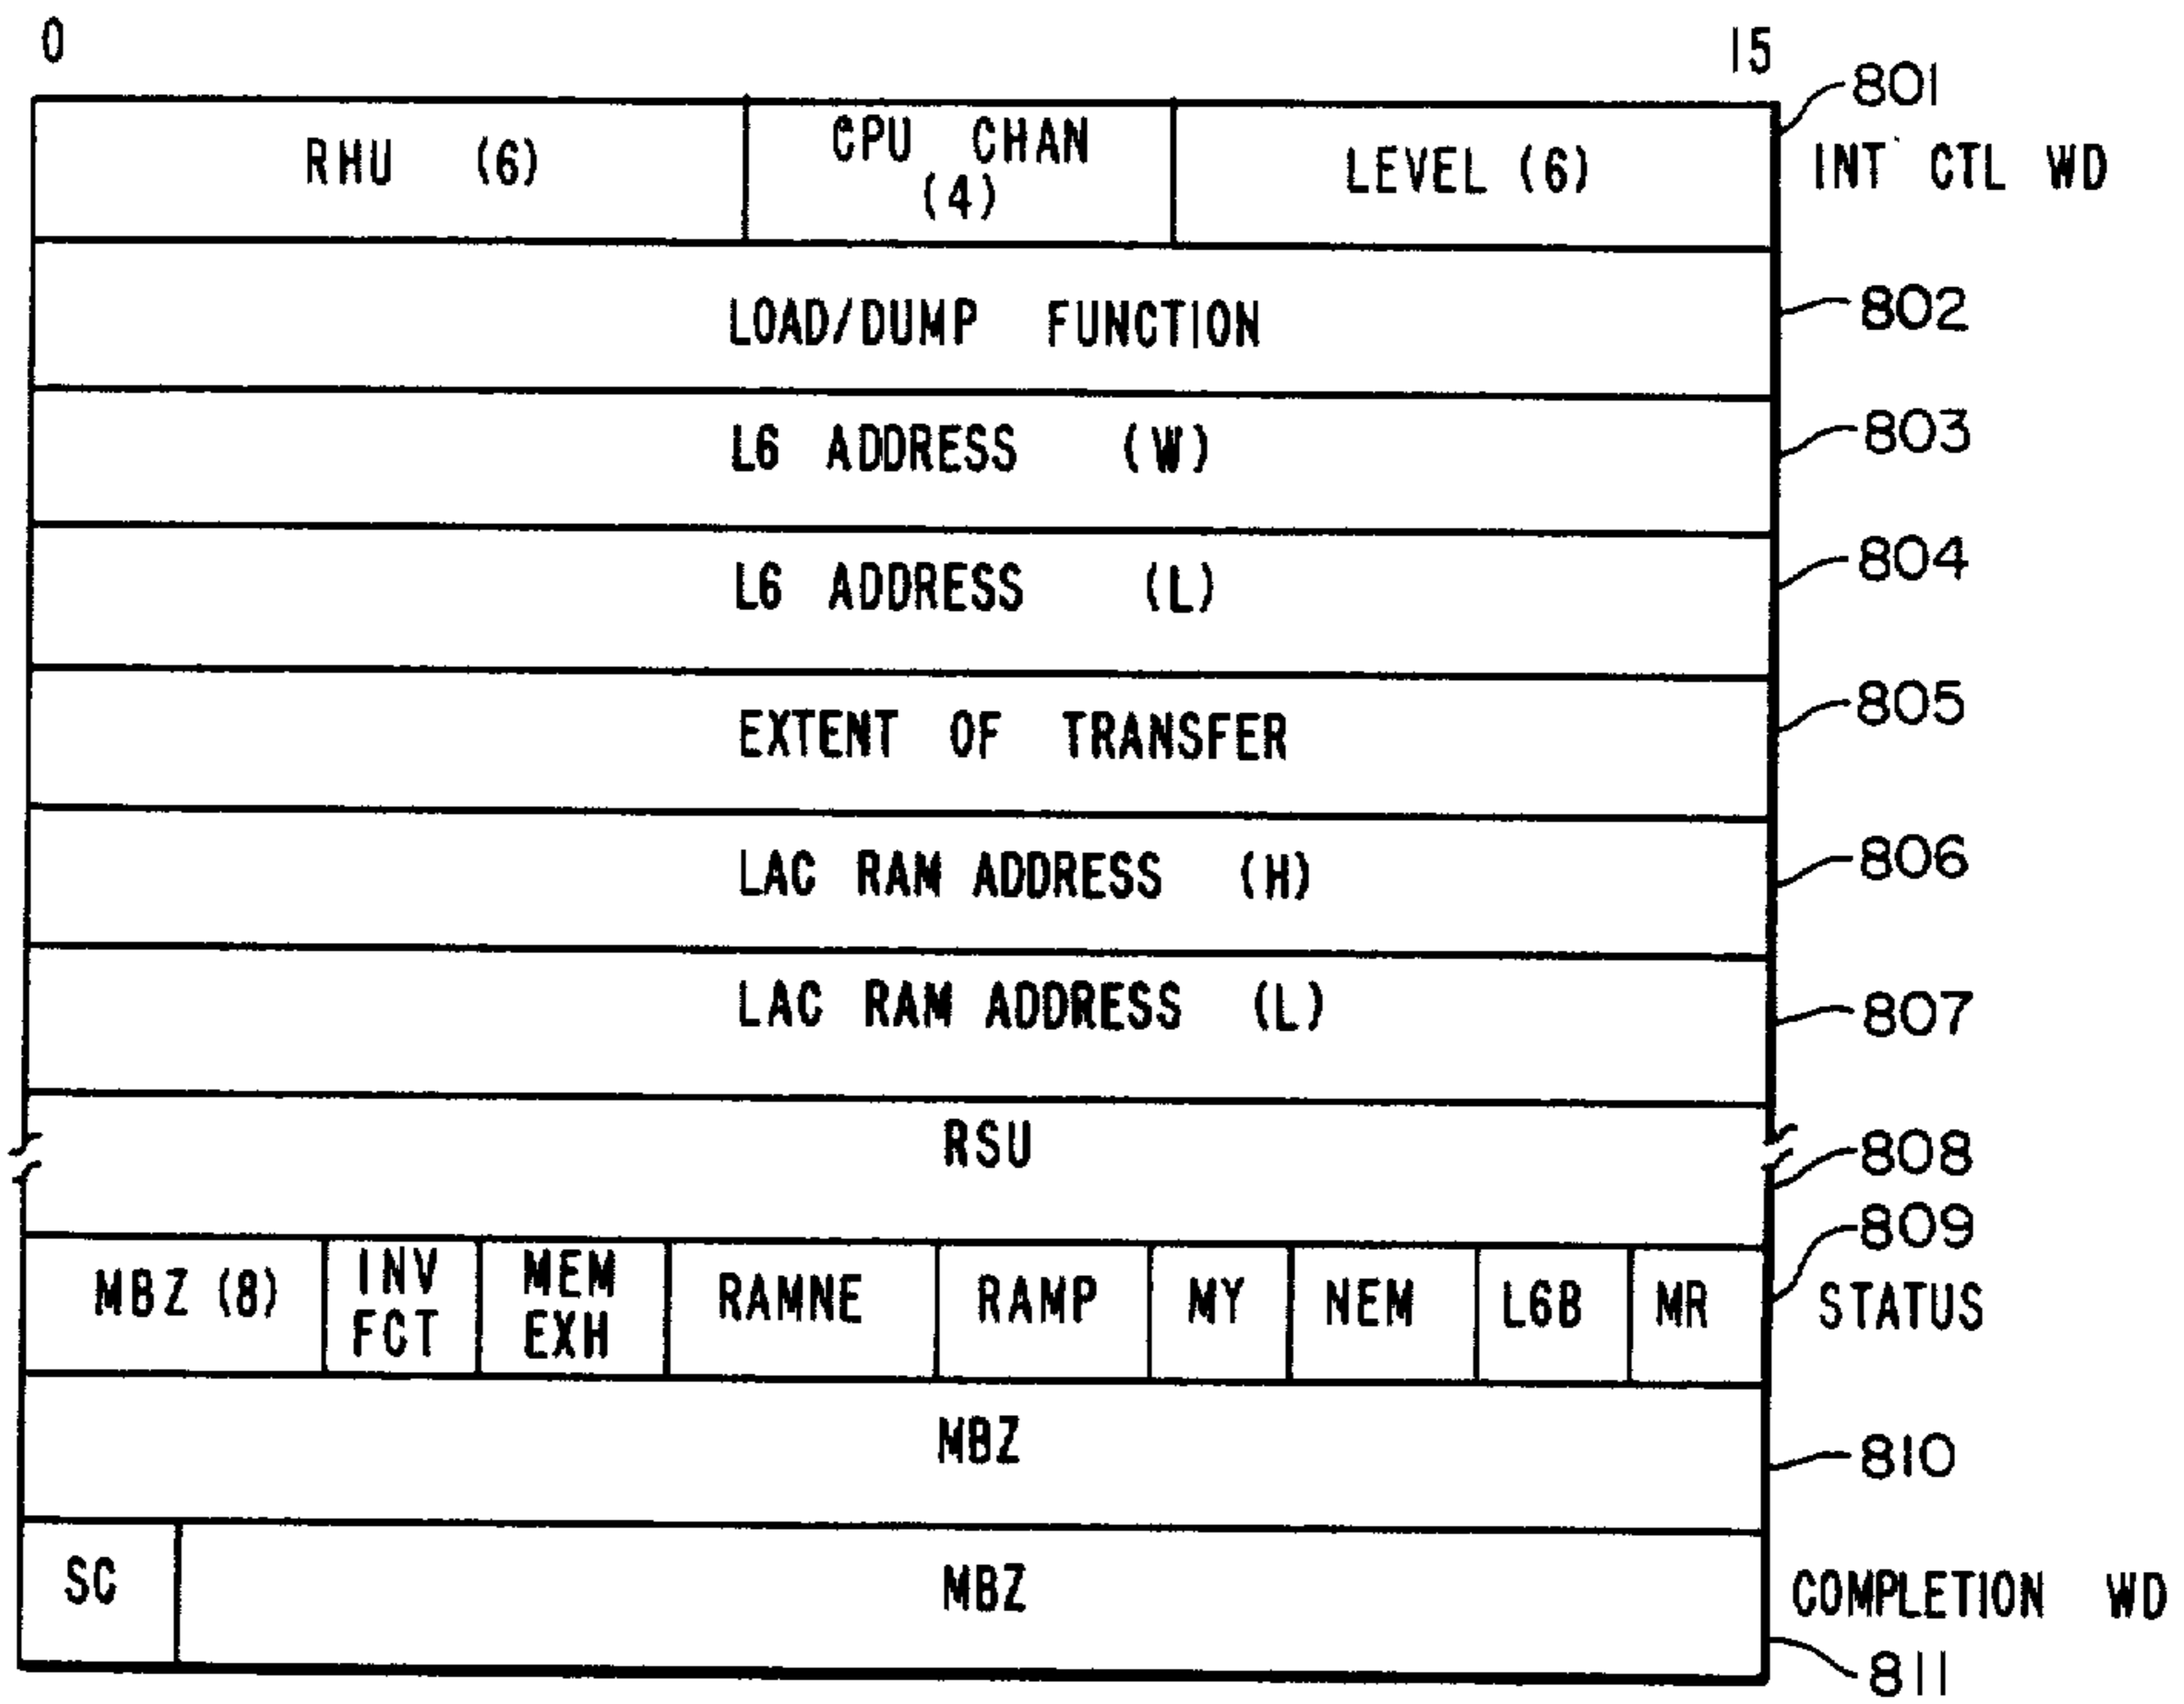 0 15
801
RHU (6) CPU CHAN (4) LEVEL (6) INT CTL WD
LOAD/DUMP FUNCTION 802
L6 ADDRESS (W) 803
L6 ADDRESS (L) 804
EXTENT OF TRANSFER 805
LAC RAM ADDRESS (H) 806
LAC RAM ADDRESS (L) 807
RSU 808
809
MBZ (8) INV FCT MEM EXH RAMNE RAMP MY NEM L6B MR STATUS
MBZ 810
SC MBZ COMPLETION WD
811